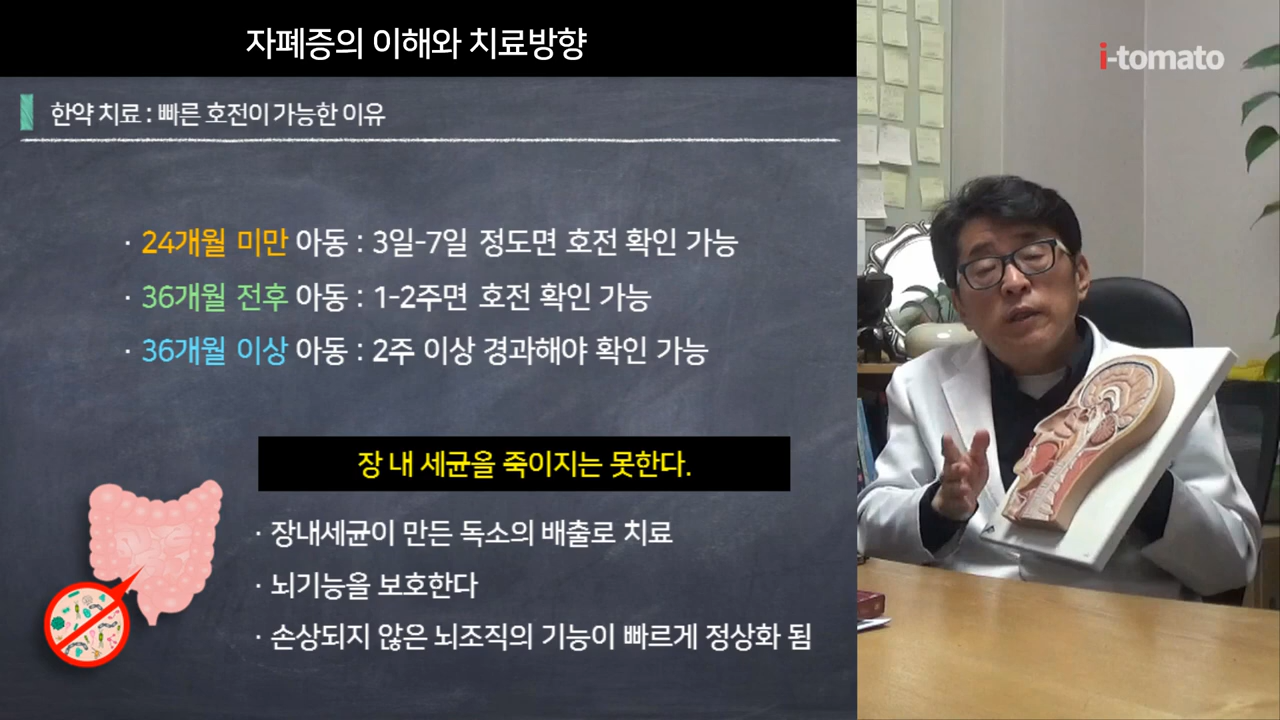 자폐증의 이해와 치료방향
i-tomato
한약 치료 : 빠른 호전이 가능한 이유
· 24개월 미만 아동 : 3일-7일 정도면 호전 확인 가능
· 36개월 전후 아동 : 1-2주면 호전 확인 가능
· 36개월 이상 아동 : 2주 이상 경과해야 확인 가능
장 내 세균을 죽이지는 못한다.
· 장내세균이 만든 독소의 배출로 치료
· 뇌기능을 보호한다
· 손상되지 않은 뇌조직의 기능이 빠르게 정상화 됨